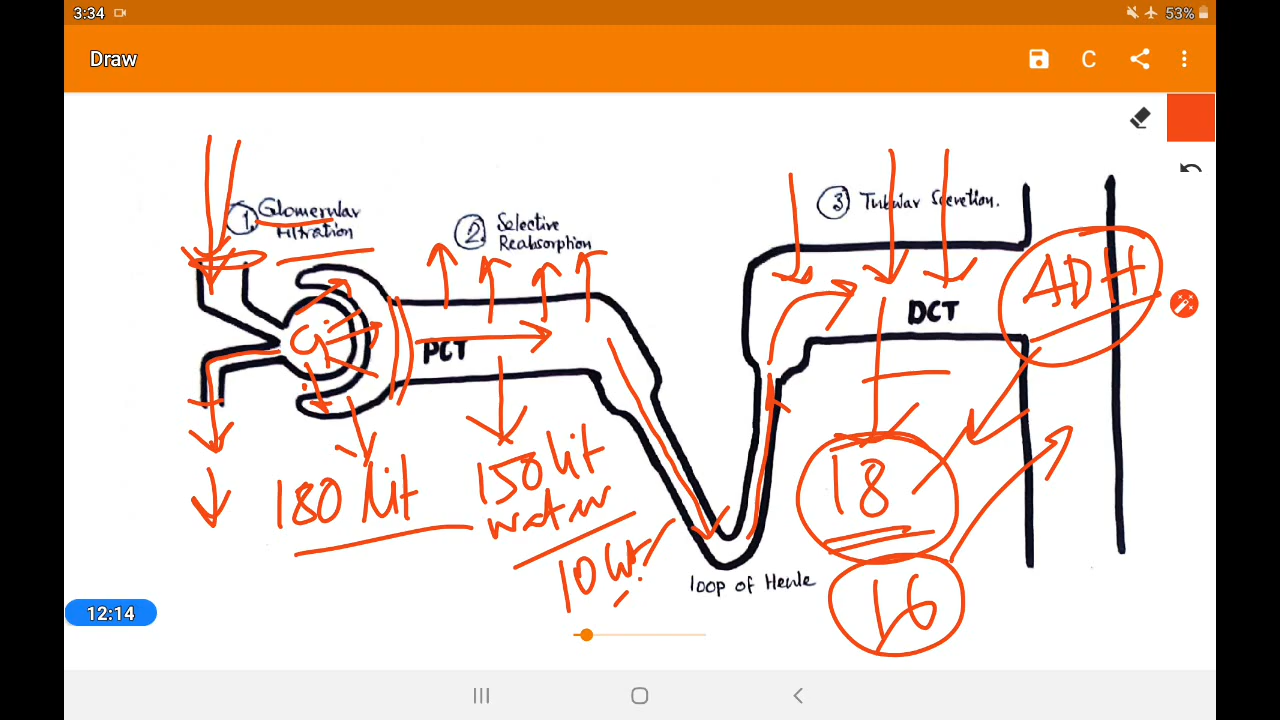 3:34
53%
Draw
C
1 Glomerular
Filtration
2 Selective
Reabsorption
3 Tubular Secretion.
ADH
G
PCT
DCT
180 lit
150 lit
water
10 lit
18
16
loop of Henle
12:14